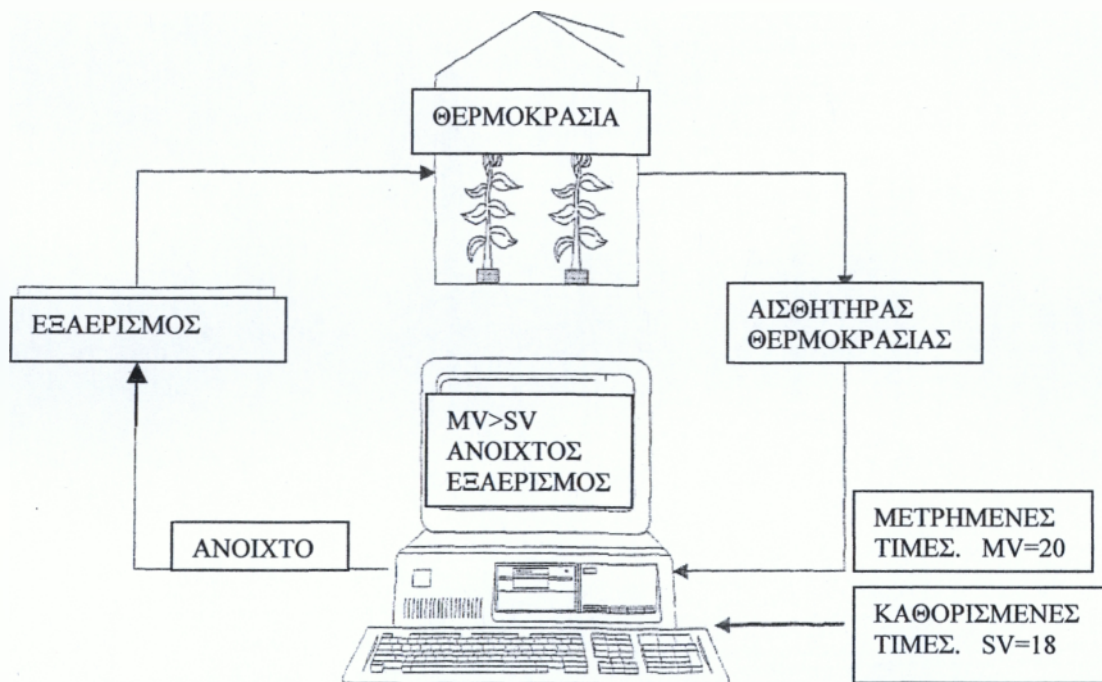 ΘΕΡΜΟΚΡΑΣΙΑ
ΕΞΑΕΡΙΣΜΟΣ
ΑΙΣΘΗΤΗΡΑΣ
ΘΕΡΜΟΚΡΑΣΙΑΣ
MV>SV
ΑΝΟΙΧΤΟΣ
ΕΞΑΕΡΙΣΜΟΣ
ΑΝΟΙΧΤΟ
ΜΕΤΡΗΜΕΝΕΣ
ΤΙΜΕΣ. MV=20
ΚΑΘΟΡΙΣΜΕΝΕΣ
ΤΙΜΕΣ. SV=18